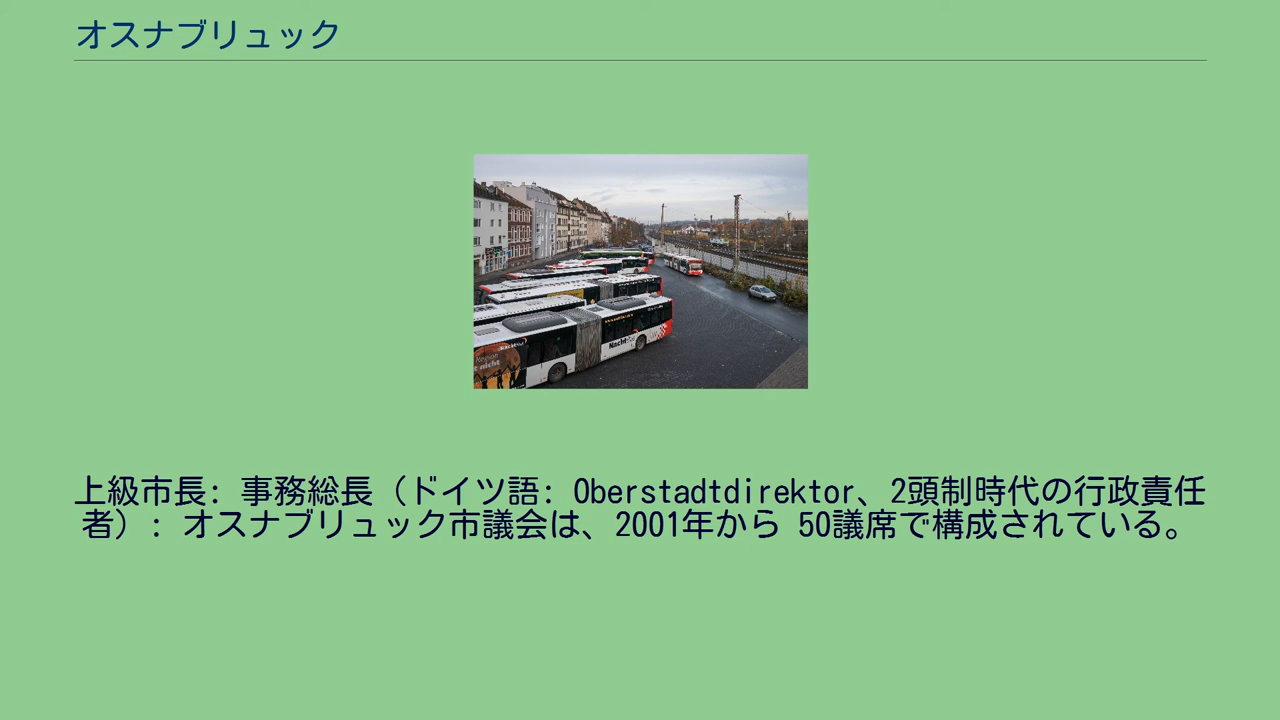 オスナブリュック
Nacht
上級市長: 事務総長（ドイツ語: Oberstadtdirektor、2頭制時代の行政責任
者）: オスナブリュック市議会は、2001年から 50議席で構成されている。